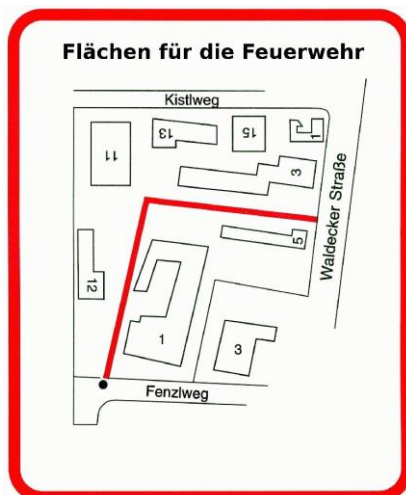 Flächen für die Feuerwehr
Kistlweg
11
13
15
1
3
Waldecker Straße
5
12
1
3
Fenzlweg